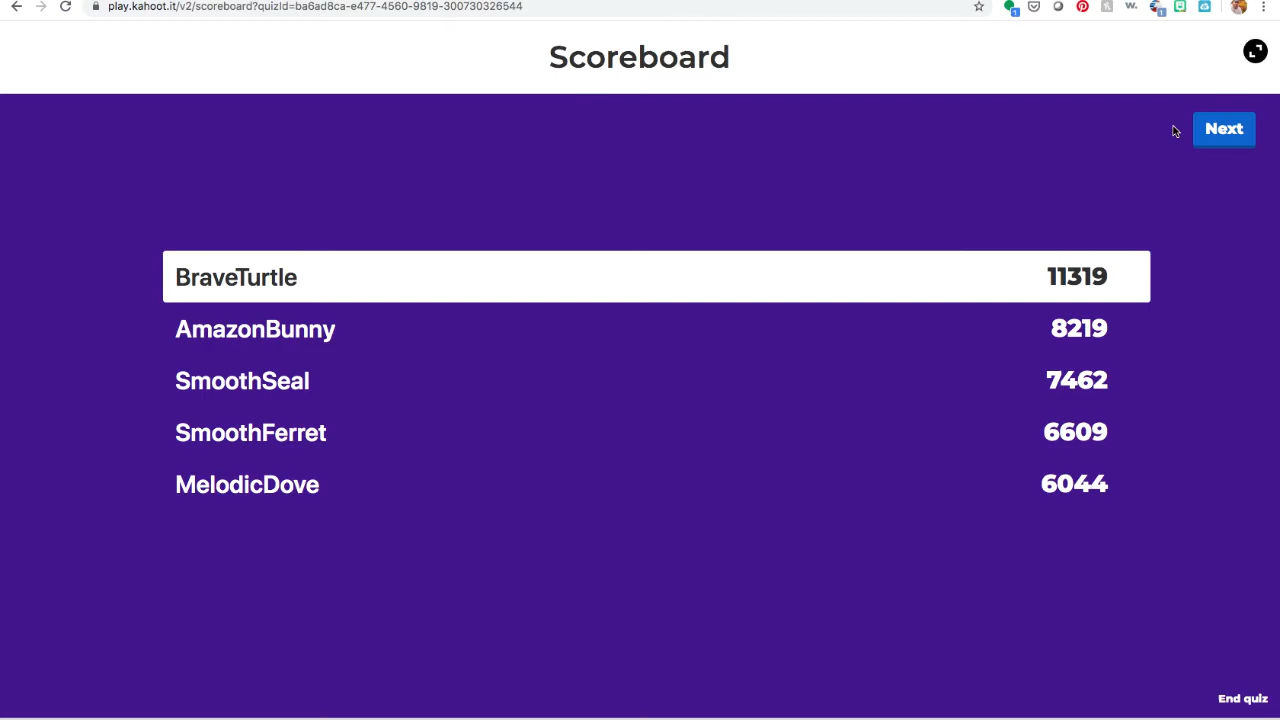 play.kahoot.it/v2/scoreboard?quizId=ba6ad8ca-e477-4560-9819-300730326544
Scoreboard
Next
BraveTurtle 11319
AmazonBunny 8219
SmoothSeal 7462
SmoothFerret 6609
MelodicDove 6044
End quiz